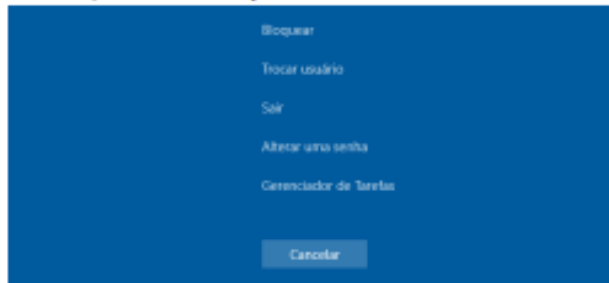 Bloquear
Trocar usuário
Sair
Alterar uma senha
Gerenciador de Tarefas
Cancelar